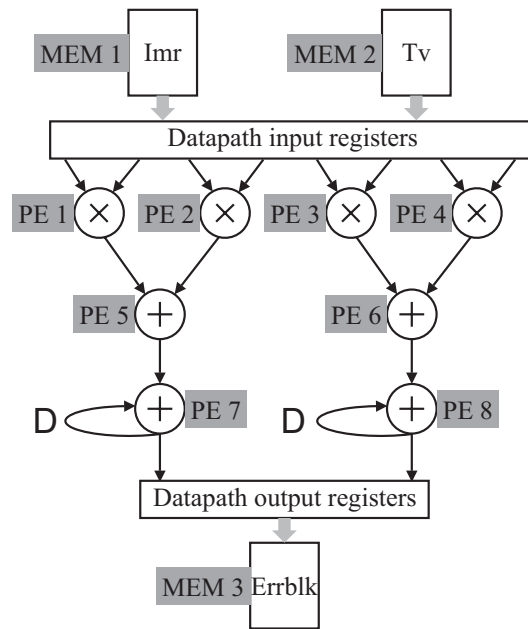 MEM 1 Imr MEM 2 Tv
Datapath input registers
PE 1 × PE 2 × PE 3 × PE 4 ×
PE 5 + PE 6 +
D + PE 7 D + PE 8
Datapath output registers
MEM 3 Errblk